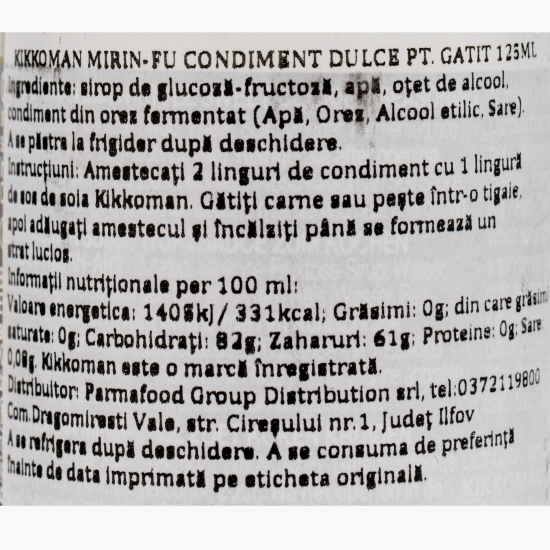 KIKKOMAN MIRIN-FU CONDIMENT DULCE PT. GATIT 125ML
Ingrediente: sirop de glucoză-fructoză, apă, oțet de alcool,
condiment din orez fermentat (Apă, Orez, Alcool etilic, Sare).
A se păstra la frigider după deschidere.
Instrucțiuni: Amestecați 2 linguri de condiment cu 1 lingură
de sos de soia Kikkoman. Gătiți carne sau pește într-o tigaie,
apoi adăugați amestecul și încălziți până se formează un
strat lucios.
Informații nutriționale per 100 ml:
Valoare energetica: 1405kj/ 331kcal; Grăsimi: 0g; din care grăsimi
saturate: 0g; Carbohidrați: 82g; Zaharuri: 61g; Proteine: 0g; Sare:
0,08g. Kikkoman este o marcă înregistrată.
Distribuitor: Parmafood Group Distribution srl, tel:0372119800
Com.Dragomiresti Vale, str. Cireșului nr.1, Județ Ilfov
A se refrigera după deschidere. A se consuma de preferință
înainte de data imprimată pe eticheta originală.